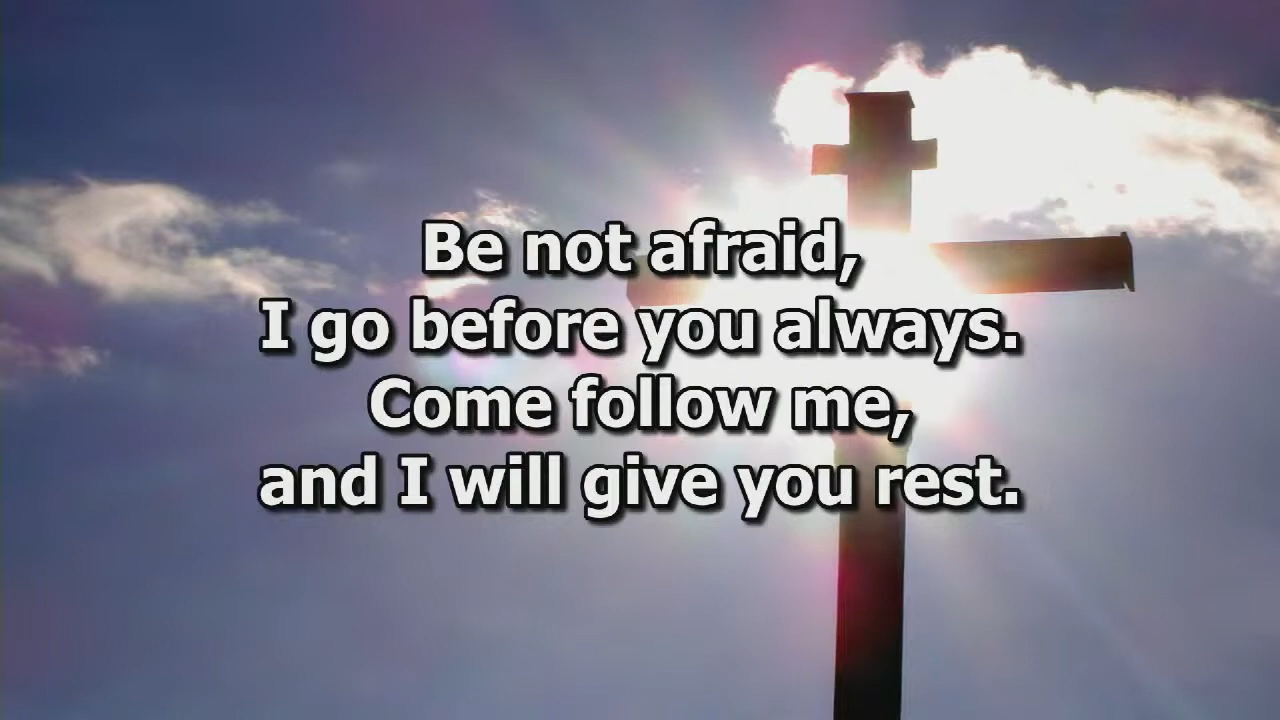 Be not afraid,
I go before you always.
Come follow me,
and I will give you rest.